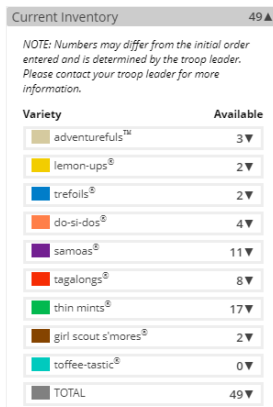 Current Inventory 49▲
NOTE: Numbers may differ from the initial order
entered and is determined by the troop leader.
Please contact your troop leader for more
information.
Variety Available
adventurefuls™ 3▼
lemon-ups® 2▼
trefoils® 2▼
do-si-dos® 4▼
samoas® 11▼
tagalongs® 8▼
thin mints® 17▼
girl scout s'mores® 2▼
toffee-tastic® 0▼
TOTAL 49▼